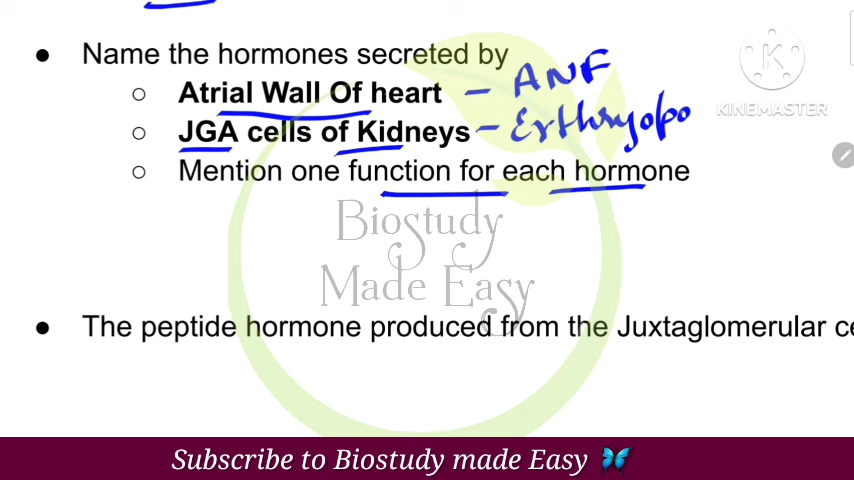 ● Name the hormones secreted by
○ Atrial Wall Of heart - ANF
○ JGA cells of Kidneys - Erthryopo
○ Mention one function for each hormone
K
KINEMASTER
Biostudy
Made Easy
● The peptide hormone produced from the Juxtaglomerular ce
Subscribe to Biostudy made Easy 🦋